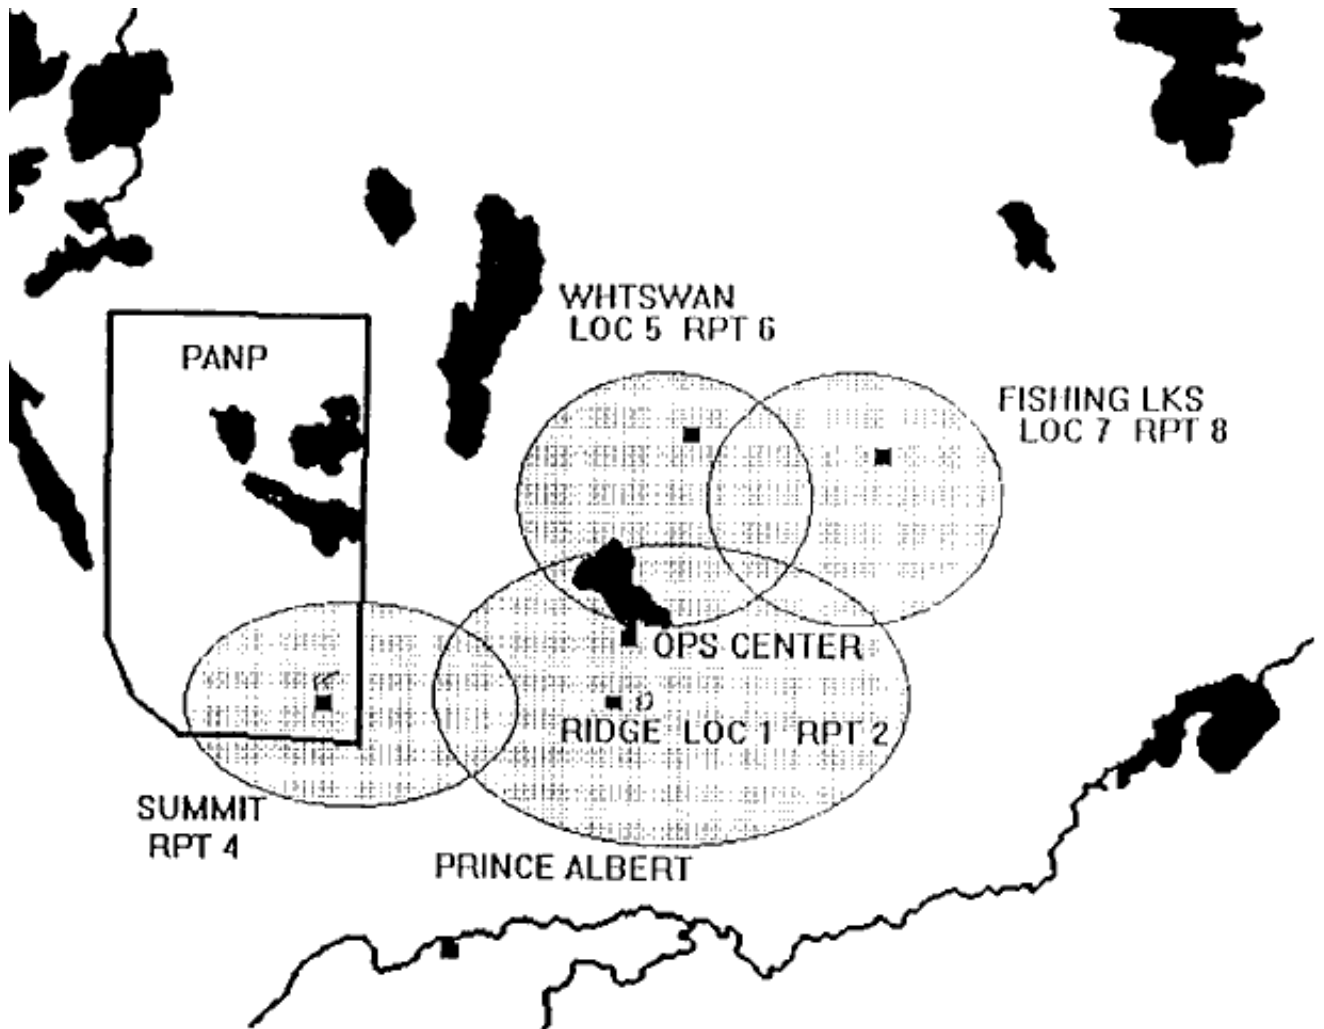 WHTSWAN
LOC 5 RPT 6
PANP
FISHING LKS
LOC 7 RPT 8
OPS CENTER
RIDGE LOC 1 RPT 2
SUMMIT
RPT 4
PRINCE ALBERT